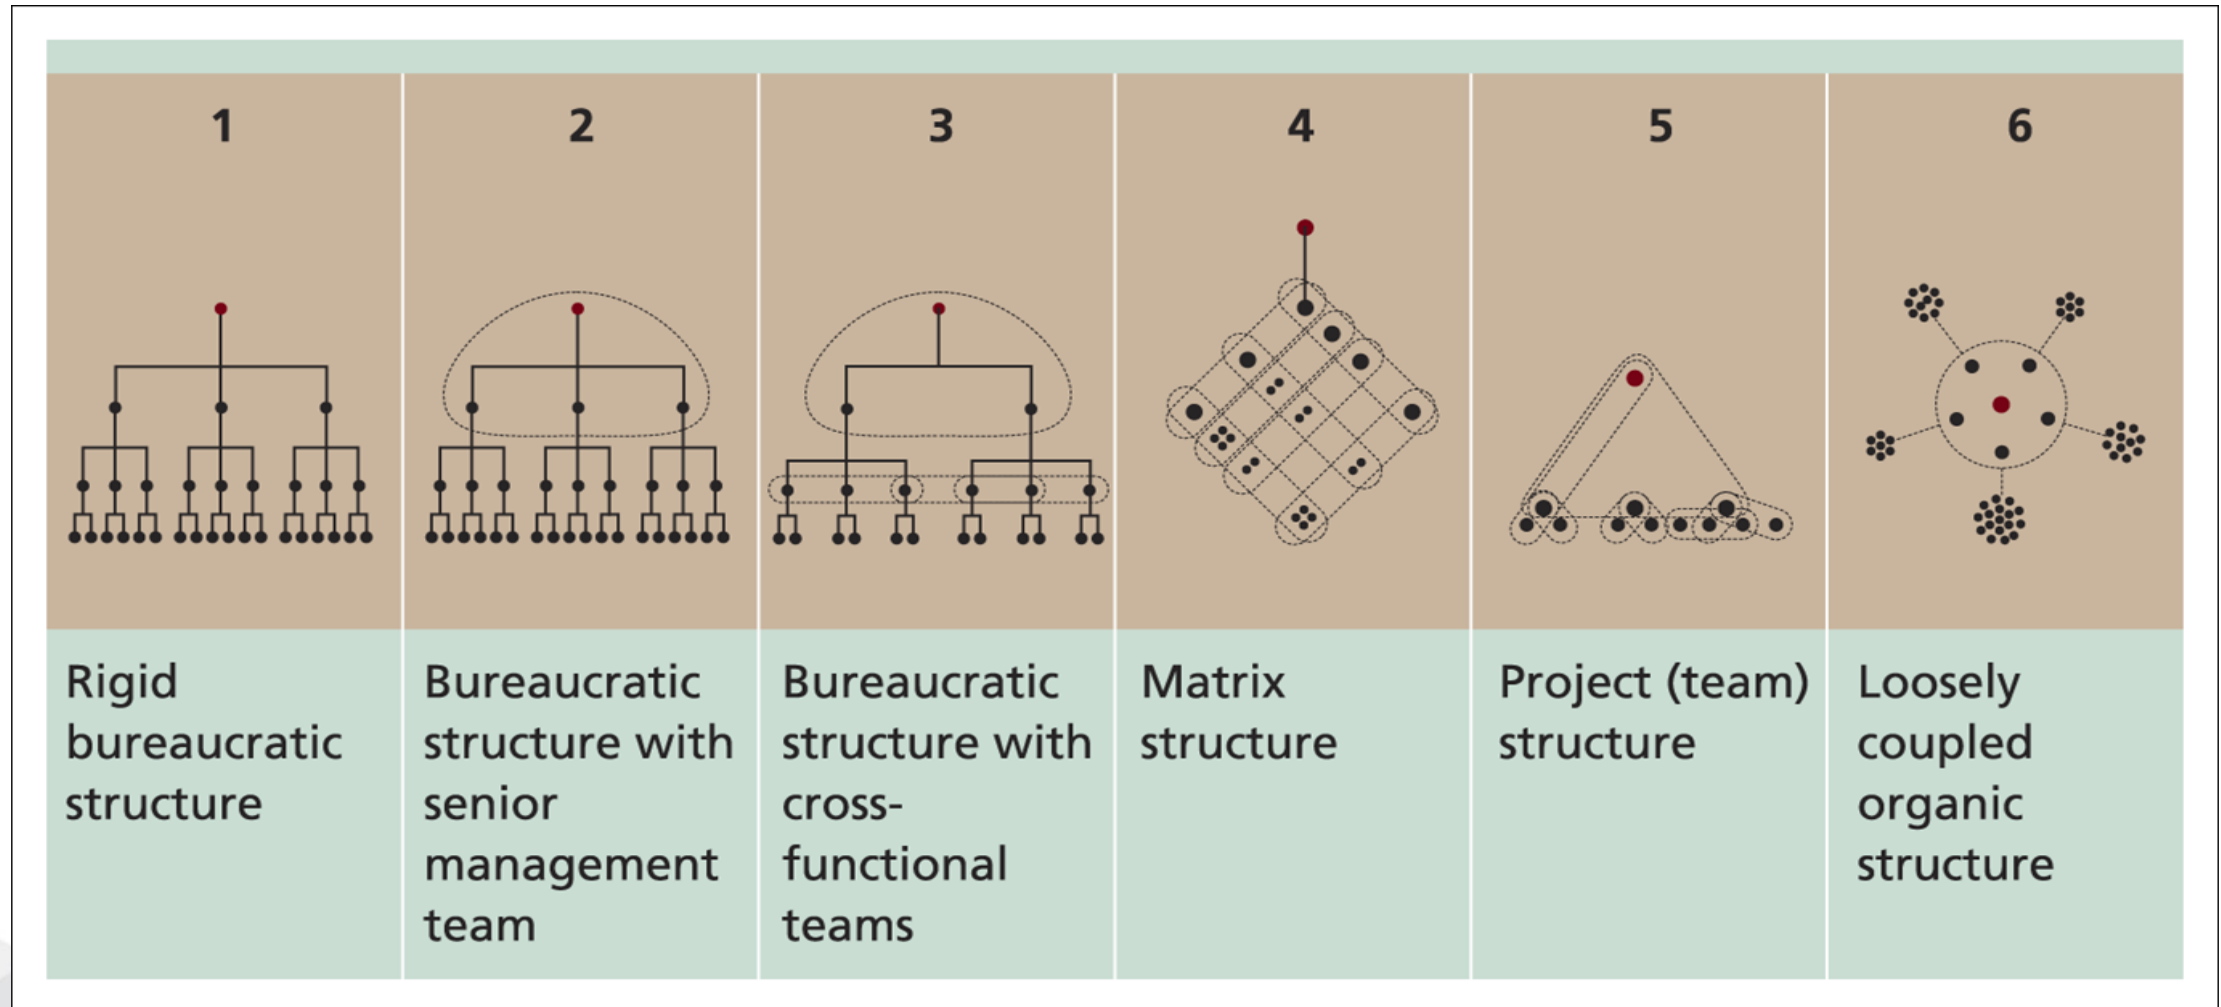 1
2
3
4
5
6
Rigid
bureaucratic
structure
Bureaucratic
structure with
senior
management
team
Bureaucratic
structure with
cross-
functional
teams
Matrix
structure
Project (team)
structure
Loosely
coupled
organic
structure